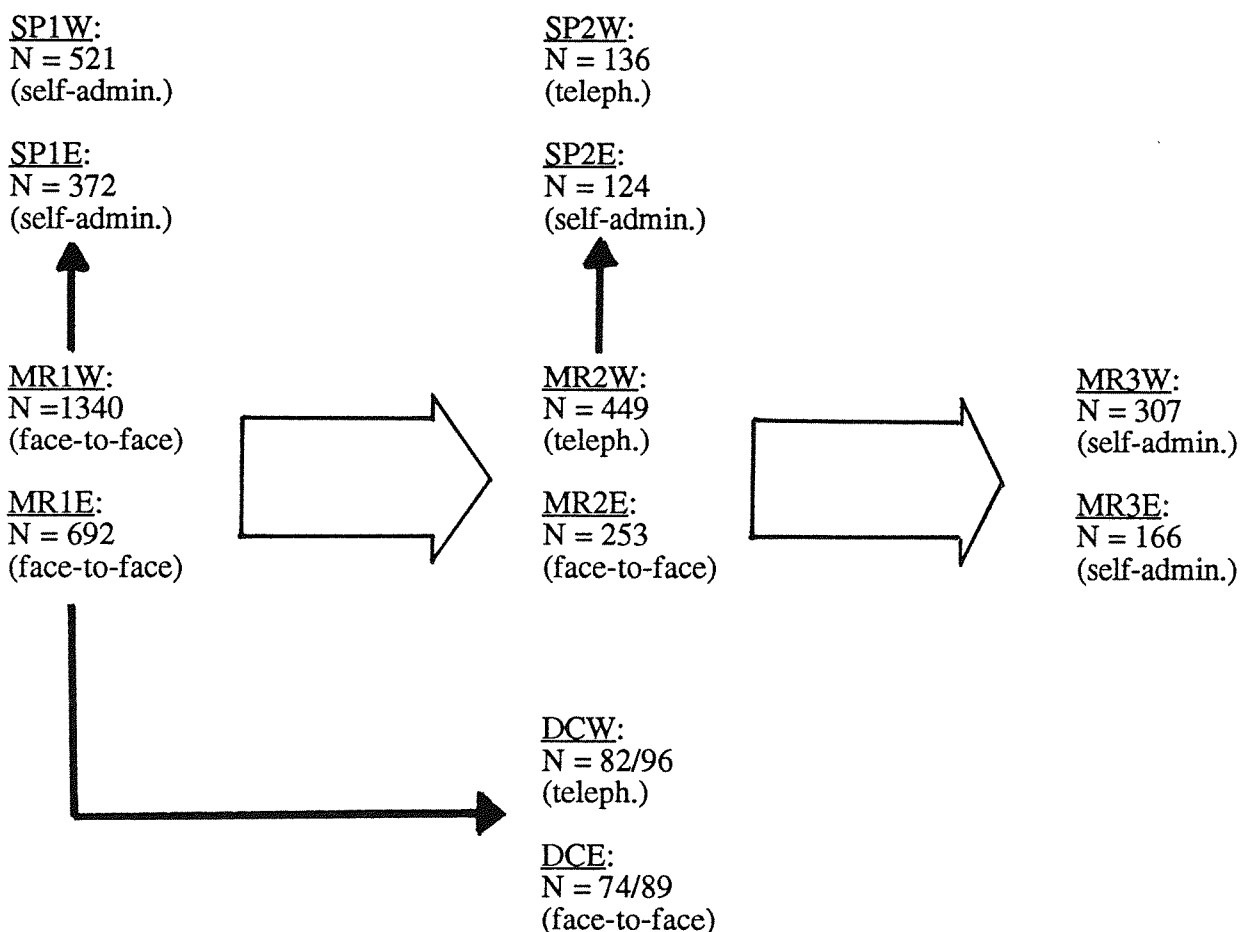 SP1W:
N = 521
(self-admin.)
SP1E:
N = 372
(self-admin.)
SP2W:
N = 136
(teleph.)
SP2E:
N = 124
(self-admin.)
MR1W:
N =1340
(face-to-face)
MR1E:
N = 692
(face-to-face)
MR2W:
N = 449
(teleph.)
MR2E:
N = 253
(face-to-face)
MR3W:
N = 307
(self-admin.)
MR3E:
N = 166
(self-admin.)
DCW:
N = 82/96
(teleph.)
DCE:
N = 74/89
(face-to-face)